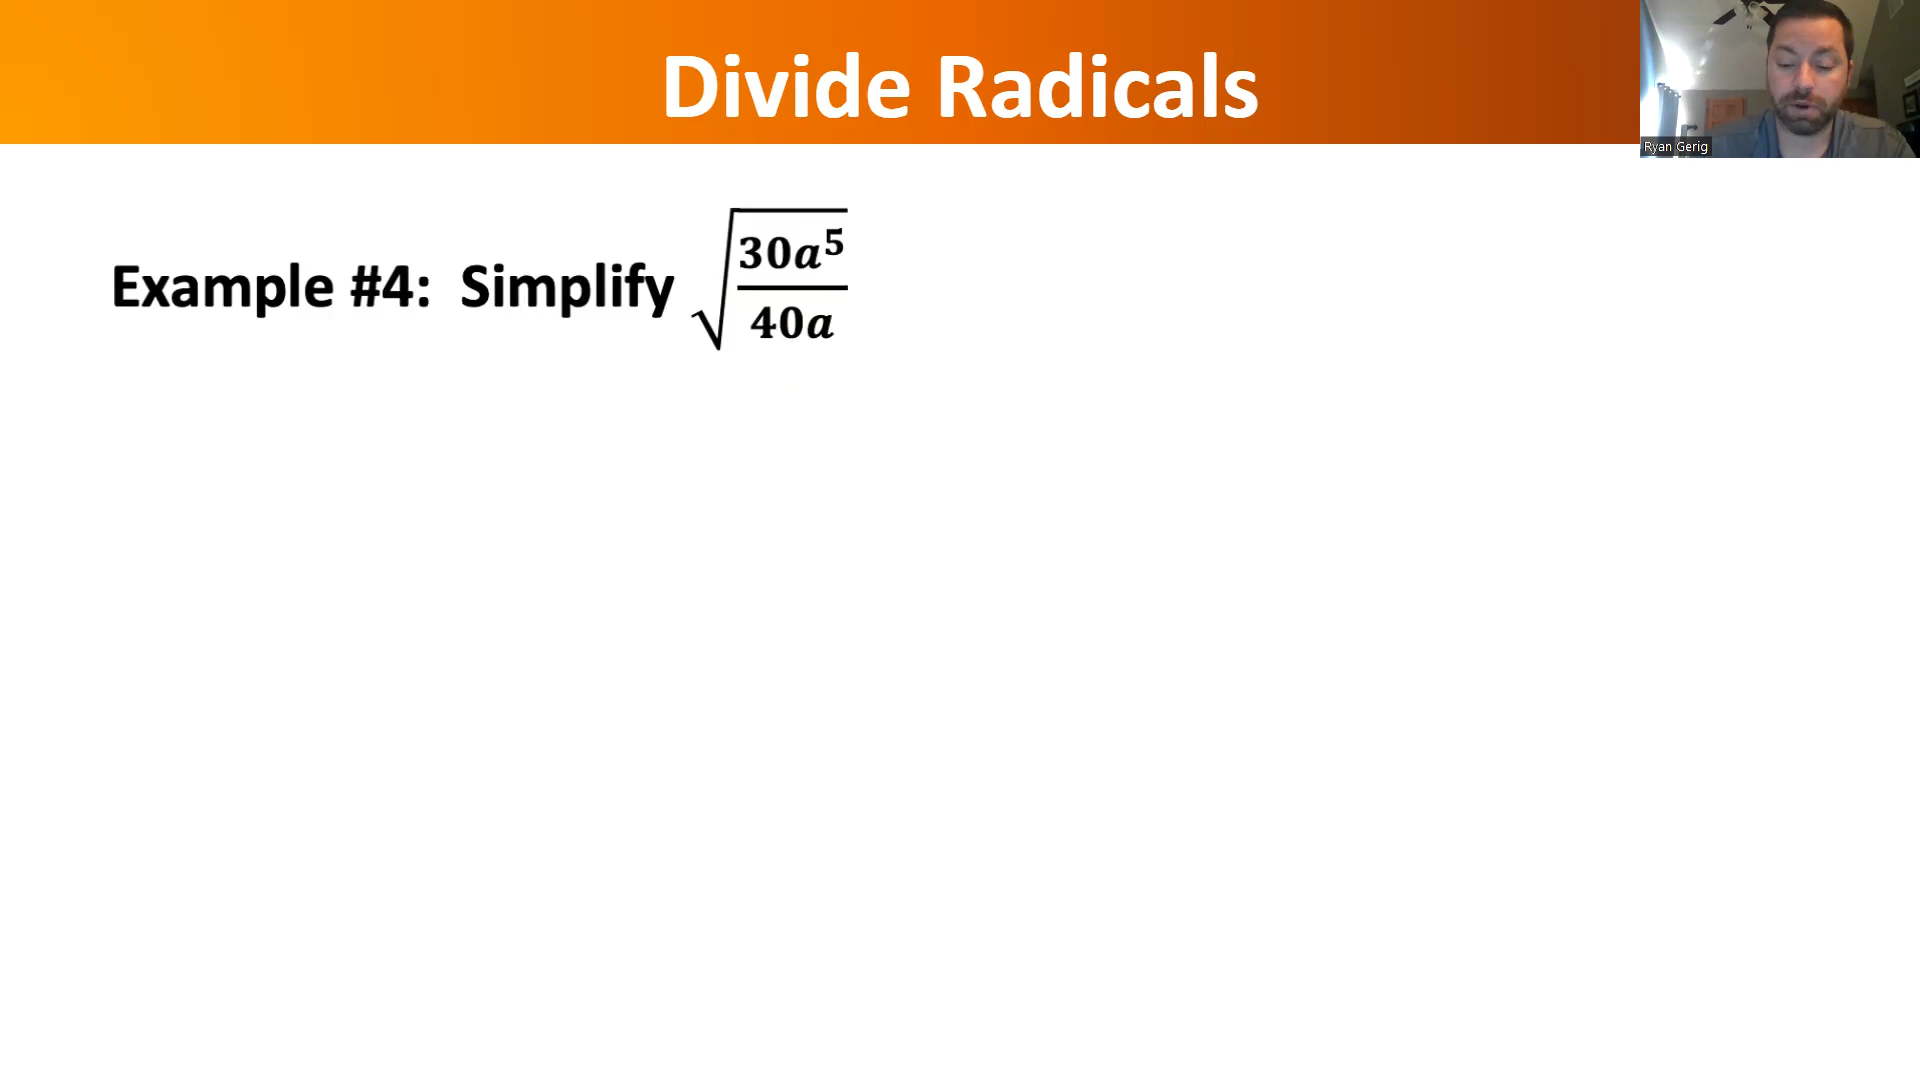 Divide Radicals
Ryan Gerig
Example #4: Simplify √(30a⁵/40a)